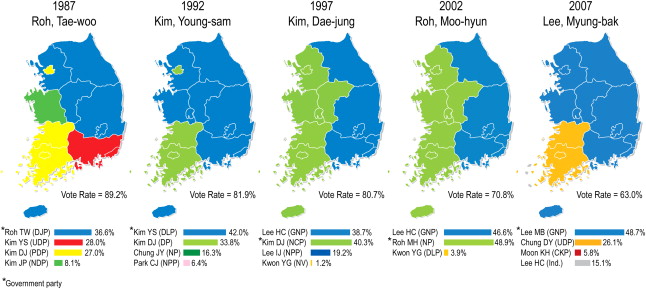 1987
Roh, Tae-woo
1992
Kim, Young-sam
1997
Kim, Dae-jung
2002
Roh, Moo-hyun
2007
Lee, Myung-bak
Vote Rate = 89.2%
Vote Rate = 81.9%
Vote Rate = 80.7%
Vote Rate = 70.8%
Vote Rate = 63.0%
*Roh TW (DJP) 36.6%
Kim YS (UDP) 28.0%
Kim DJ (PDP) 27.0%
Kim JP (NDP) 8.1%
*Kim YS (DLP) 42.0%
Kim DJ (DP) 33.8%
Chung JY (NP) 16.3%
Park CJ (NPP) 6.4%
Lee HC (GNP) 38.7%
*Kim DJ (NCP) 40.3%
Lee IJ (NPP) 19.2%
Kwon YG (NV) 1.2%
Lee HC (GNP) 46.6%
*Roh MH (NP) 48.9%
Kwon YG (DLP) 3.9%
*Lee MB (GNP) 48.7%
Chung DY (UDP) 26.1%
Moon KH (CKP) 5.8%
Lee HC (Ind.) 15.1%
*Government party